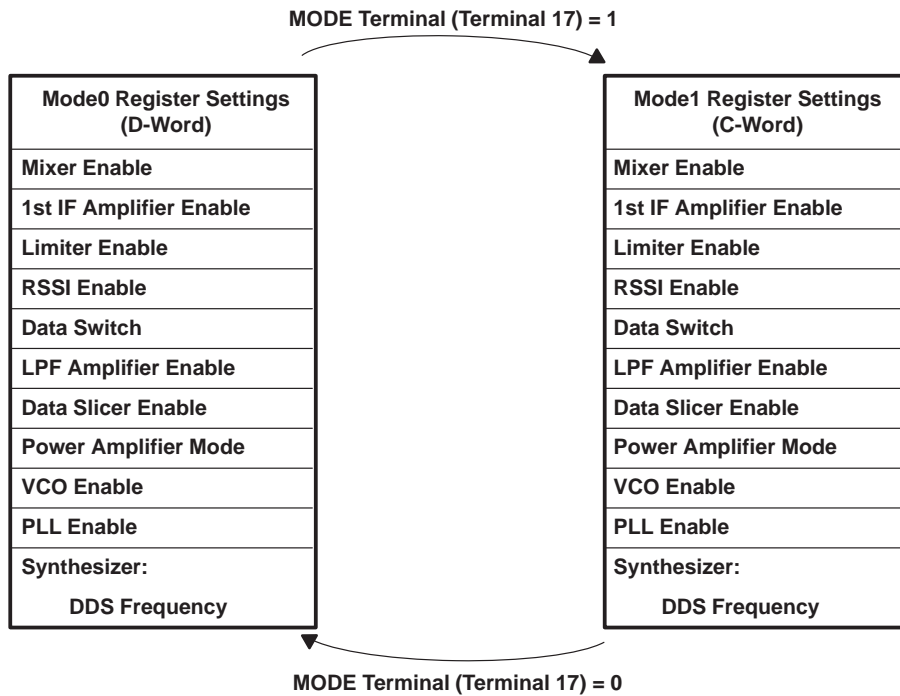 MODE Terminal (Terminal 17) = 1
Mode0 Register Settings
(D-Word)
Mixer Enable
1st IF Amplifier Enable
Limiter Enable
RSSI Enable
Data Switch
LPF Amplifier Enable
Data Slicer Enable
Power Amplifier Mode
VCO Enable
PLL Enable
Synthesizer:
DDS Frequency
Mode1 Register Settings
(C-Word)
Mixer Enable
1st IF Amplifier Enable
Limiter Enable
RSSI Enable
Data Switch
LPF Amplifier Enable
Data Slicer Enable
Power Amplifier Mode
VCO Enable
PLL Enable
Synthesizer:
DDS Frequency
MODE Terminal (Terminal 17) = 0